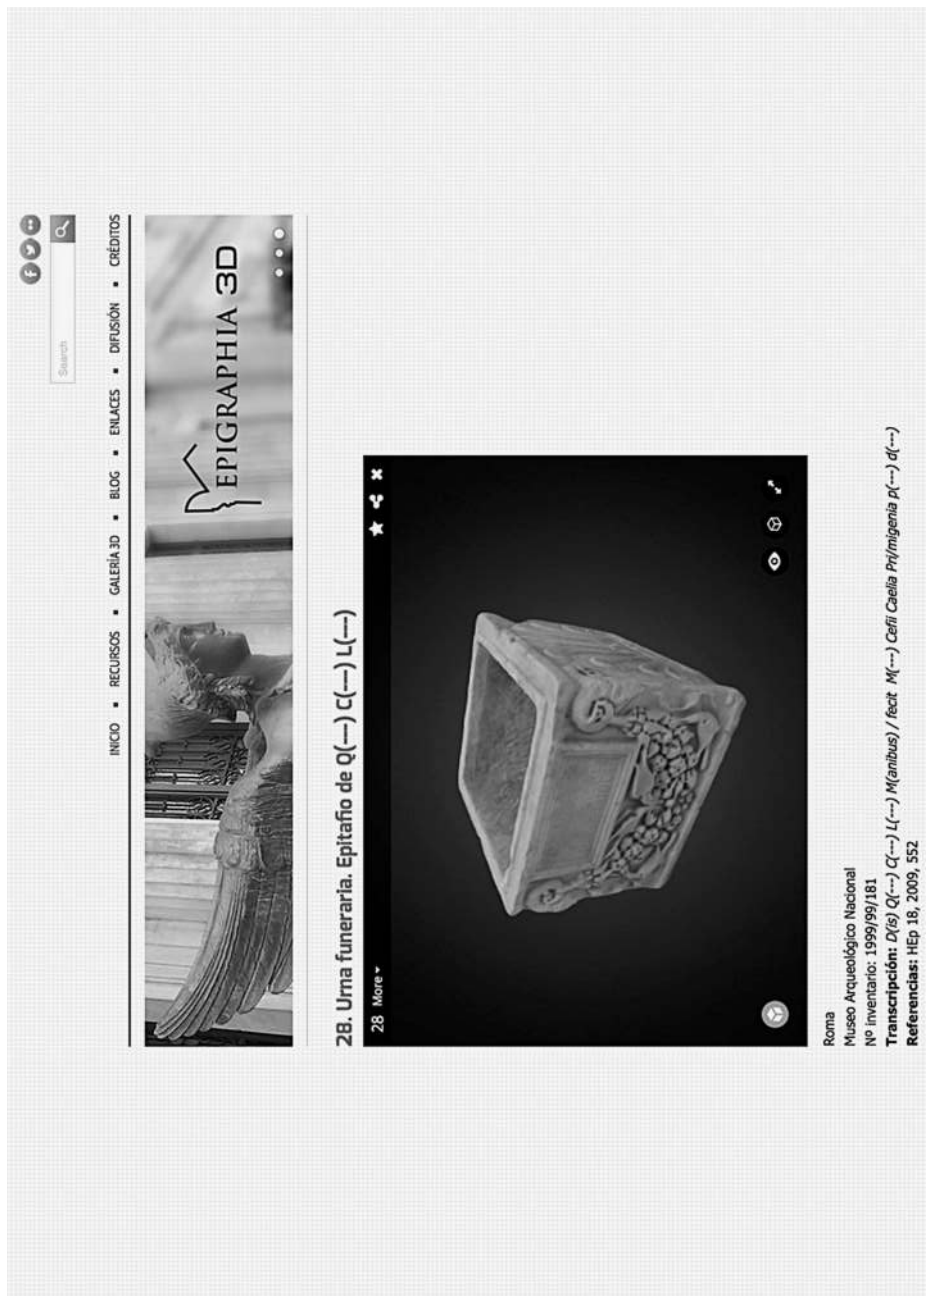 Search
INICIO ▪ RECURSOS ▪ GALERÍA 3D ▪ BLOG ▪ ENLACES ▪ DIFUSIÓN ▪ CRÉDITOS
EPIGRAPHIA 3D
28. Urna funeraria. Epitafio de Q(---) C(---) L(---)
28 More
Roma
Museo Arqueológico Nacional
Nº inventario: 1999/99/181
Transcripción: D(is) Q(---) C(---) L(---) M(anibus) / fecit M(---) Cefii Caelia Pri/migenia p(---) d(---)
Referencias: HEp 18, 2009, 552